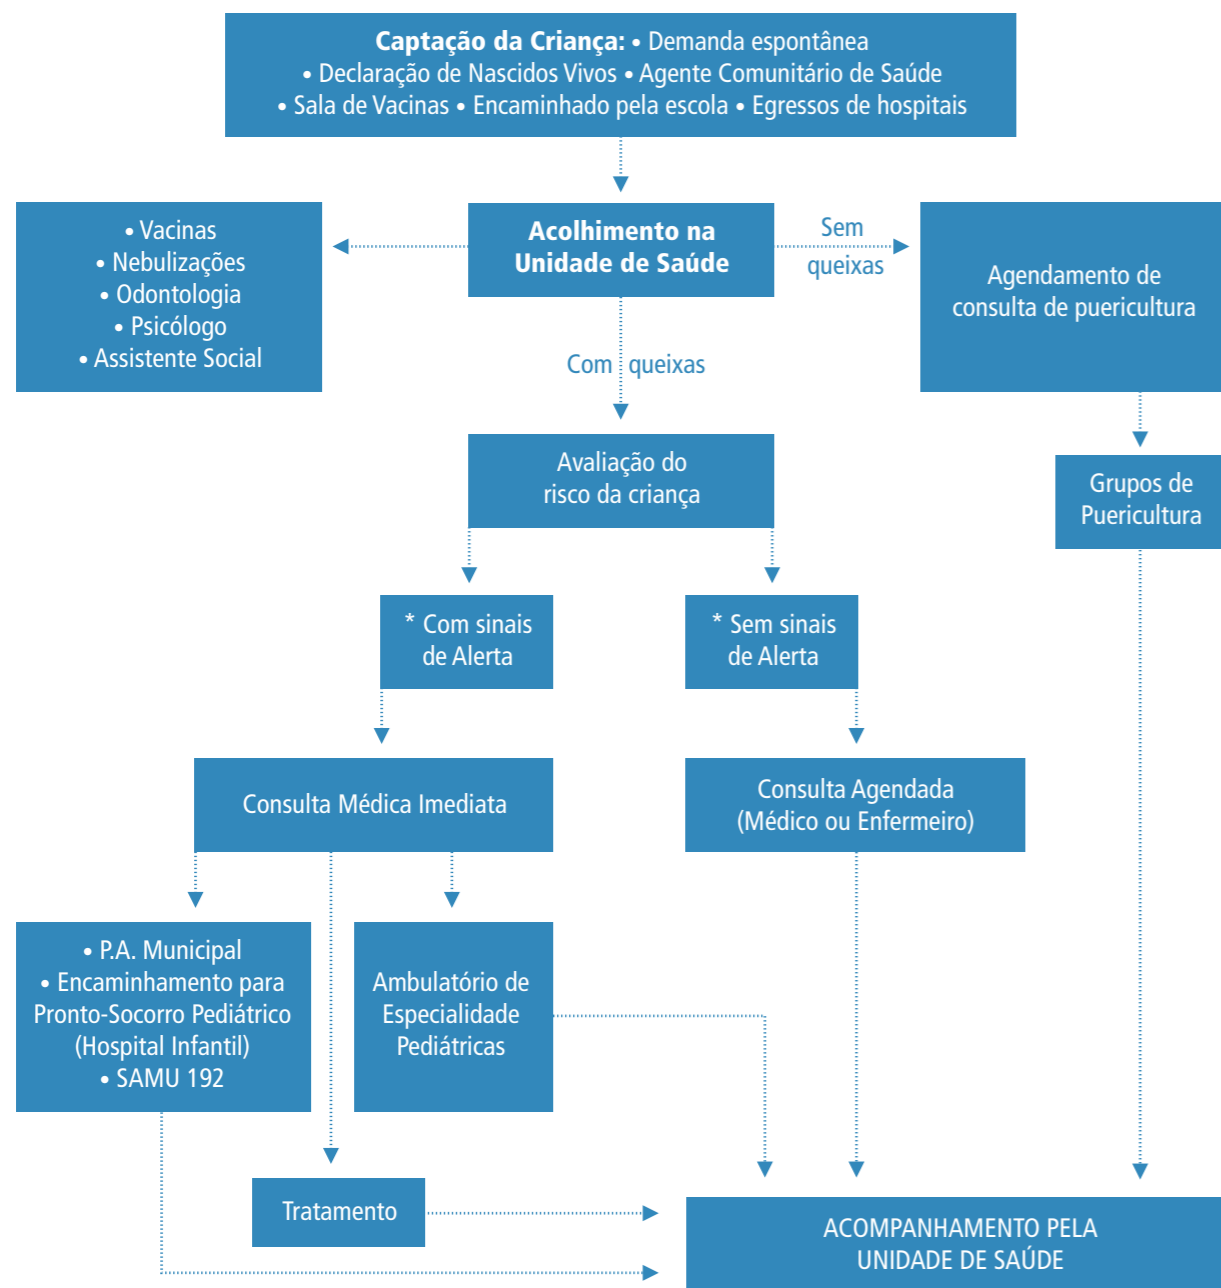 Captação da Criança: • Demanda espontânea
• Declaração de Nascidos Vivos • Agente Comunitário de Saúde
• Sala de Vacinas • Encaminhado pela escola • Egressos de hospitais
• Vacinas
• Nebulizações
• Odontologia
• Psicólogo
• Assistente Social
Acolhimento na
Unidade de Saúde
Sem
queixas
Agendamento de
consulta de puericultura
Com queixas
Avaliação do
risco da criança
Grupos de
Puericultura
* Com sinais
de Alerta
* Sem sinais
de Alerta
Consulta Médica Imediata
Consulta Agendada
(Médico ou Enfermeiro)
• P.A. Municipal
• Encaminhamento para
Pronto-Socorro Pediátrico
(Hospital Infantil)
• SAMU 192
Ambulatório de
Especialidade
Pediátricas
Tratamento
ACOMPANHAMENTO PELA
UNIDADE DE SAÚDE